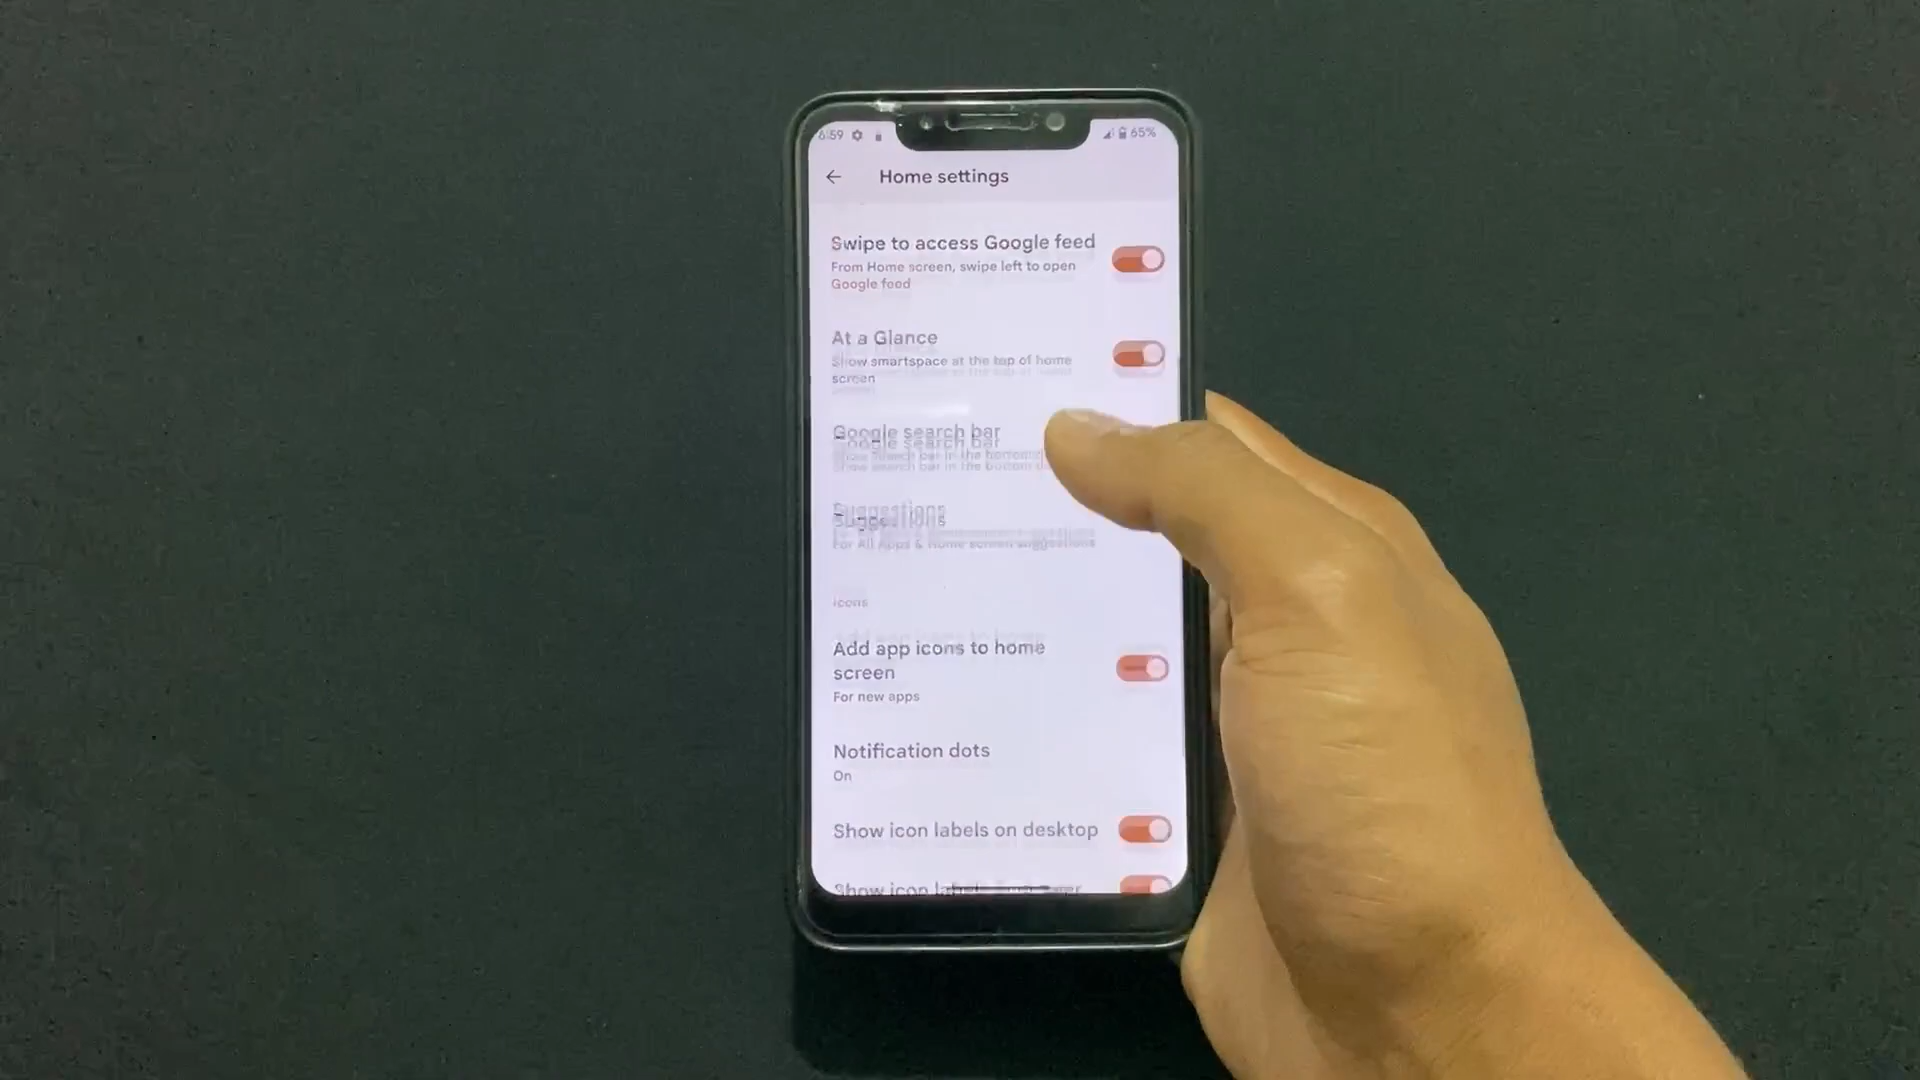 6:59
65%
Home settings
Swipe to access Google feed
From Home screen, swipe left to open
Google feed
At a Glance
Show smartspace at the top of home
screen
Google search bar
Show search bar in the bottom
Suggestions
For All Apps & Home screen suggestions
Icons
Add app icons to home
screen
For new apps
Notification dots
On
Show icon labels on desktop
Show icon